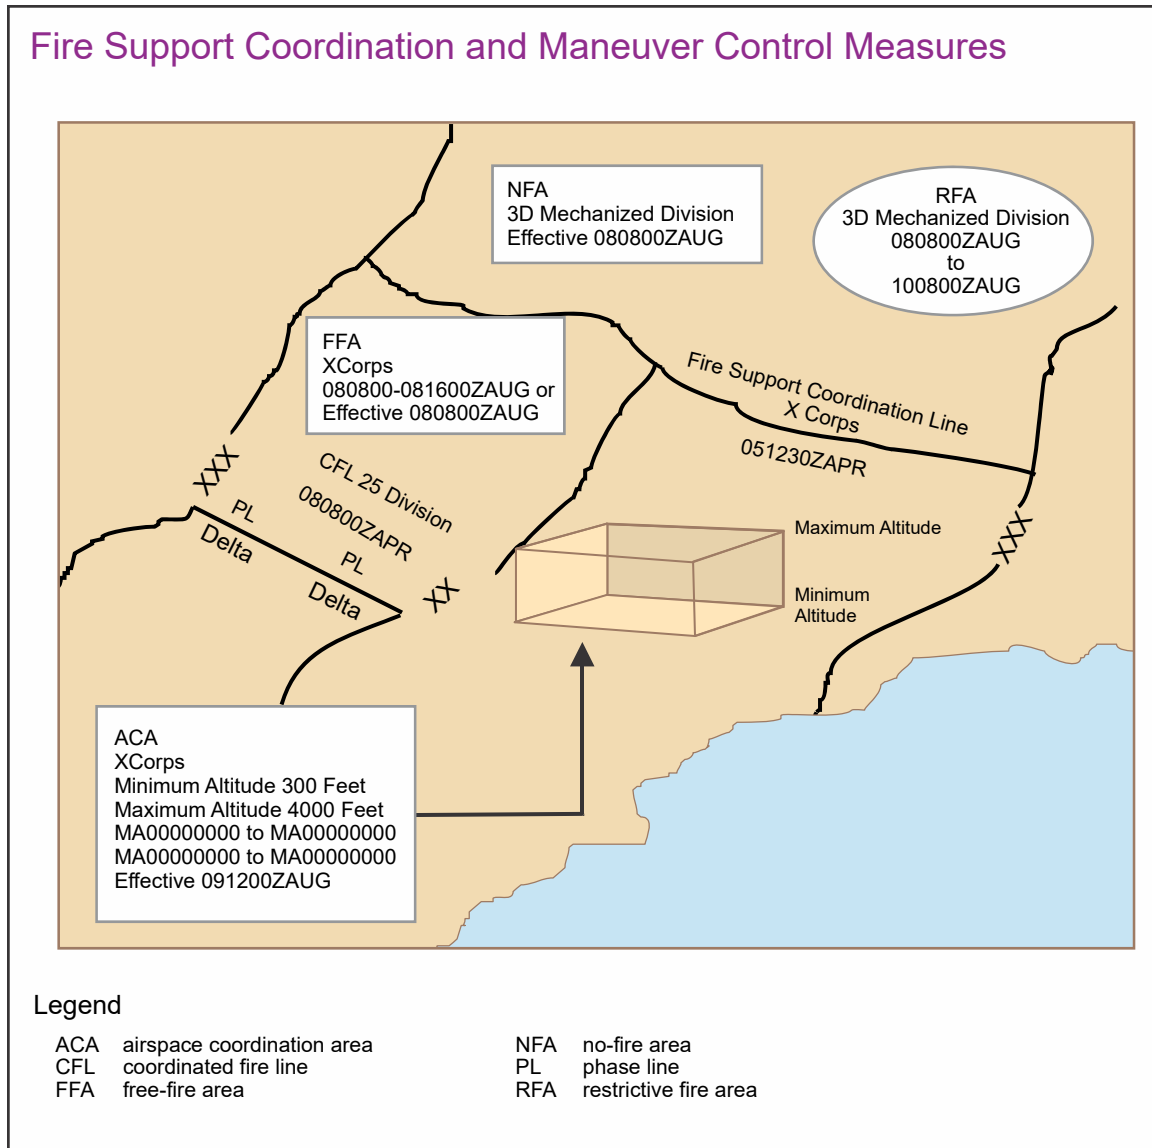 Fire Support Coordination and Maneuver Control Measures
NFA
3D Mechanized Division
Effective 080800ZAUG
RFA
3D Mechanized Division
080800ZAUG
to
100800ZAUG
FFA
XCorps
080800-081600ZAUG or
Effective 080800ZAUG
Fire Support Coordination Line
X Corps
051230ZAPR
XXX
CFL 25 Division
080800ZAPR
PL
Delta
PL
Delta
XX
XXX
Maximum Altitude
Minimum
Altitude
ACA
XCorps
Minimum Altitude 300 Feet
Maximum Altitude 4000 Feet
MA00000000 to MA00000000
MA00000000 to MA00000000
Effective 091200ZAUG
Legend
ACA airspace coordination area
CFL coordinated fire line
FFA free-fire area
NFA no-fire area
PL phase line
RFA restrictive fire area